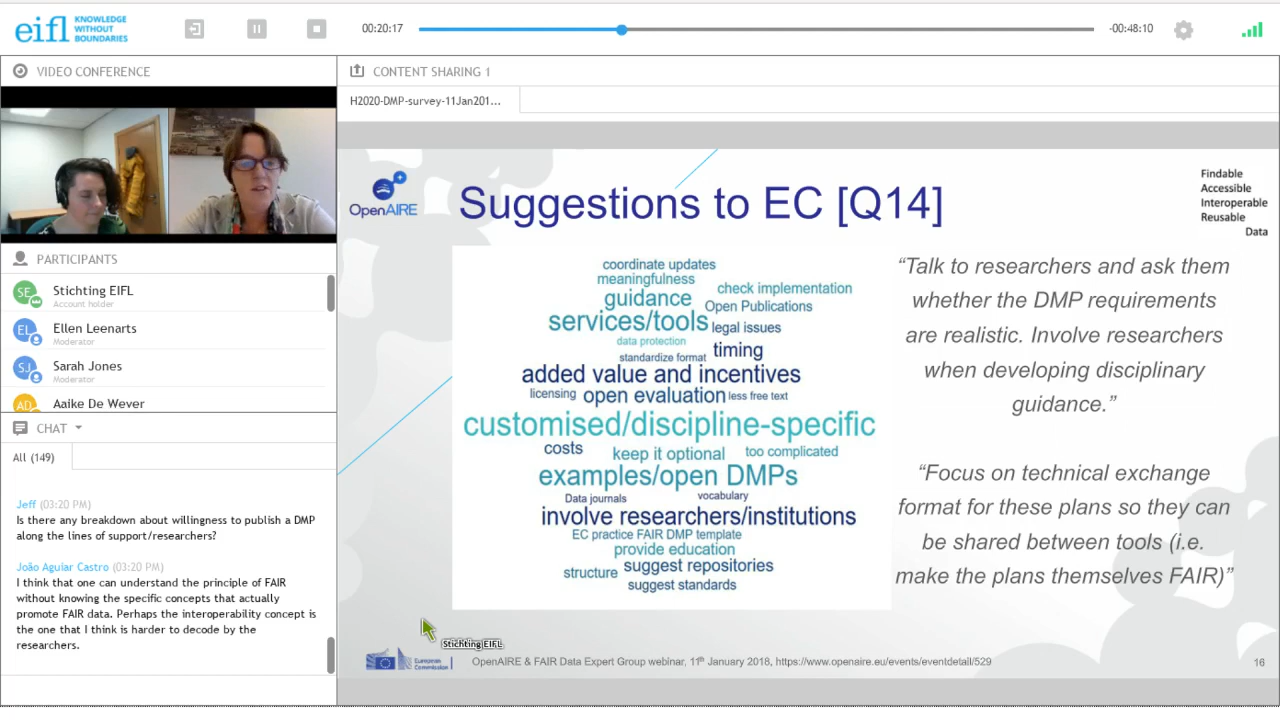 eifl KNOWLEDGE
WITHOUT
BOUNDARIES
00:20:17
-00:48:10
VIDEO CONFERENCE
PARTICIPANTS
SE Stichting EIFL
Account holder
EL Ellen Leenarts
Moderator
SJ Sarah Jones
Moderator
AD Aaike De Wever
CHAT
All (149)
Jeff (03:20 PM)
Is there any breakdown about willingness to publish a DMP
along the lines of support/researchers?
João Aguiar Castro (03:20 PM)
I think that one can understand the principle of FAIR
without knowing the specific concepts that actually
promote FAIR data. Perhaps the interoperability concept is
the one that I think is harder to decode by the
researchers.
CONTENT SHARING 1
H2020-DMP-survey-11Jan201...
OpenAIRE
Suggestions to EC [Q14]
Findable
Accessible
Interoperable
Reusable
Data
coordinate updates
meaningfulness
check implementation
guidance
Open Publications
services/tools
legal issues
data protection
timing
standardize format
added value and incentives
licensing
open evaluation
less free text
customised/discipline-specific
costs
keep it optional
too complicated
examples/open DMPs
Data journals
vocabulary
involve researchers/institutions
EC practice FAIR DMP template
provide education
suggest repositories
structure
suggest standards
“Talk to researchers and ask them
whether the DMP requirements
are realistic. Involve researchers
when developing disciplinary
guidance.”
“Focus on technical exchange
format for these plans so they can
be shared between tools (i.e.
make the plans themselves FAIR)”
Stichting EIFL
European
Commission
OpenAIRE & FAIR Data Expert Group webinar, 11th January 2018, https://www.openaire.eu/events/eventdetail/529
16